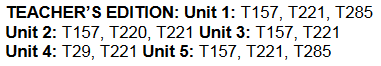 TEACHER’S EDITION: Unit 1: T157, T221, T285
Unit 2: T157, T220, T221 Unit 3: T157, T221
Unit 4: T29, T221 Unit 5: T157, T221, T285